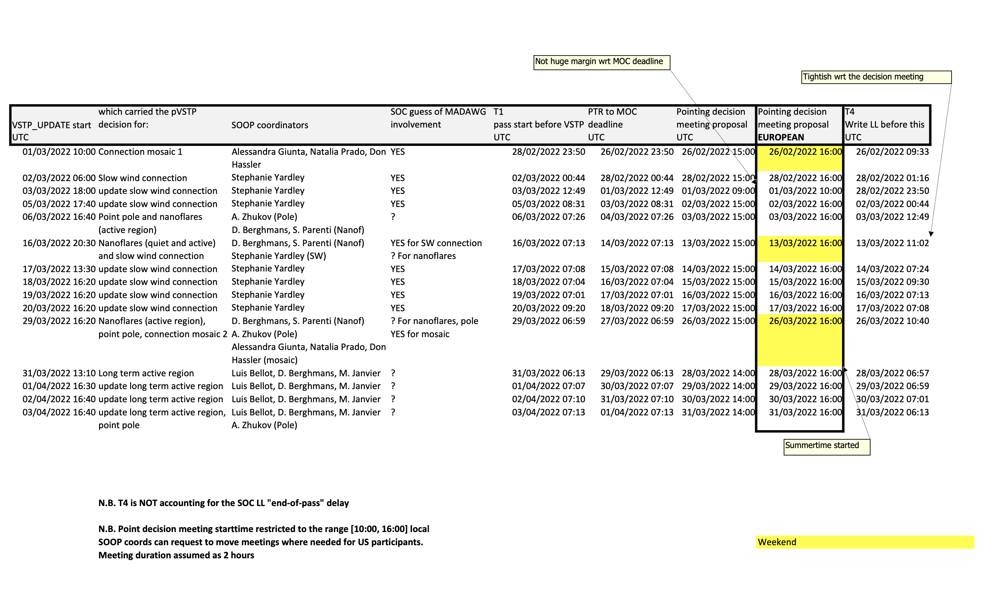 Not huge margin wrt MOC deadline
Tightish wrt the decision meeting
VSTP_UPDATE start
UTC
which carried the pVSTP
decision for:
SOOP coordinators
SOC guess of MADAWG
involvement
T1
pass start before VSTP
UTC
PTR to MOC
deadline
UTC
Pointing decision
meeting proposal
UTC
Pointing decision
meeting proposal
EUROPEAN
T4
Write LL before this
UTC
01/03/2022 10:00 Connection mosaic 1 Alessandra Giunta, Natalia Prado, Don YES 28/02/2022 23:50 26/02/2022 23:50 26/02/2022 15:00 26/02/2022 16:00 26/02/2022 09:33
Hassler
02/03/2022 06:00 Slow wind connection Stephanie Yardley YES 02/03/2022 00:44 28/02/2022 00:44 28/02/2022 15:00 28/02/2022 16:00 28/02/2022 01:16
03/03/2022 18:00 update slow wind connection Stephanie Yardley YES 03/03/2022 12:49 01/03/2022 12:49 01/03/2022 09:00 01/03/2022 10:00 28/02/2022 23:50
05/03/2022 17:40 update slow wind connection Stephanie Yardley YES 05/03/2022 08:31 03/03/2022 08:31 02/03/2022 15:00 02/03/2022 16:00 02/03/2022 00:44
06/03/2022 16:40 Point pole and nanoflares A. Zhukov (Pole) ? 06/03/2022 07:26 04/03/2022 07:26 03/03/2022 15:00 03/03/2022 16:00 03/03/2022 12:49
(active region) D. Berghmans, S. Parenti (Nanof)
16/03/2022 20:30 Nanoflares (quiet and active) D. Berghmans, S. Parenti (Nanof) YES for SW connection 16/03/2022 07:13 14/03/2022 07:13 13/03/2022 15:00 13/03/2022 16:00 13/03/2022 11:02
and slow wind connection Stephanie Yardley (SW) ? For nanoflares
17/03/2022 13:30 update slow wind connection Stephanie Yardley YES 17/03/2022 07:08 15/03/2022 07:08 14/03/2022 15:00 14/03/2022 16:00 14/03/2022 07:24
18/03/2022 16:20 update slow wind connection Stephanie Yardley YES 18/03/2022 07:04 16/03/2022 07:04 15/03/2022 15:00 15/03/2022 16:00 15/03/2022 09:30
19/03/2022 16:20 update slow wind connection Stephanie Yardley YES 19/03/2022 07:01 17/03/2022 07:01 16/03/2022 15:00 16/03/2022 16:00 16/03/2022 07:13
20/03/2022 16:20 update slow wind connection Stephanie Yardley YES 20/03/2022 09:20 18/03/2022 09:20 17/03/2022 15:00 17/03/2022 16:00 17/03/2022 07:08
29/03/2022 16:20 Nanoflares (active region), D. Berghmans, S. Parenti (Nanof) ? For nanoflares, pole 29/03/2022 06:59 27/03/2022 06:59 26/03/2022 15:00 26/03/2022 16:00 26/03/2022 10:40
point pole, connection mosaic 2 A. Zhukov (Pole) YES for mosaic
Alessandra Giunta, Natalia Prado, Don
Hassler (mosaic)
31/03/2022 13:10 Long term active region Luis Bellot, D. Berghmans, M. Janvier ? 31/03/2022 06:13 29/03/2022 06:13 28/03/2022 14:00 28/03/2022 16:00 28/03/2022 06:57
01/04/2022 16:30 update long term active region Luis Bellot, D. Berghmans, M. Janvier ? 01/04/2022 07:07 30/03/2022 07:07 29/03/2022 14:00 29/03/2022 16:00 29/03/2022 06:59
02/04/2022 16:40 update long term active region Luis Bellot, D. Berghmans, M. Janvier ? 02/04/2022 07:10 31/03/2022 07:10 30/03/2022 14:00 30/03/2022 16:00 30/03/2022 07:01
03/04/2022 16:40 update long term active region, Luis Bellot, D. Berghmans, M. Janvier ? 03/04/2022 07:13 01/04/2022 07:13 31/03/2022 14:00 31/03/2022 16:00 31/03/2022 06:13
point pole A. Zhukov (Pole)
Summertime started
N.B. T4 is NOT accounting for the SOC LL "end-of-pass" delay
N.B. Point decision meeting starttime restricted to the range [10:00, 16:00] local
SOOP coords can request to move meetings where needed for US participants.
Weekend
Meeting duration assumed as 2 hours